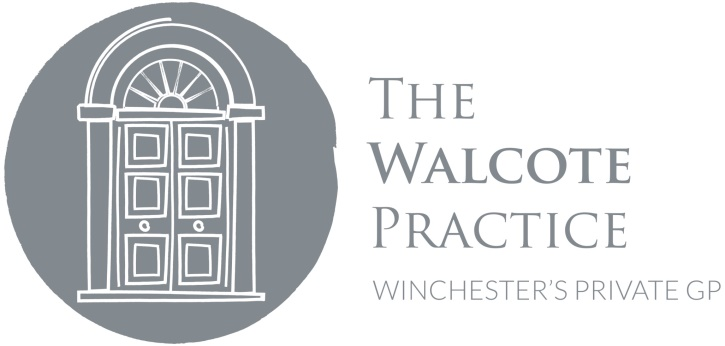 THE
WALCOTE
PRACTICE
WINCHESTER'S PRIVATE GP